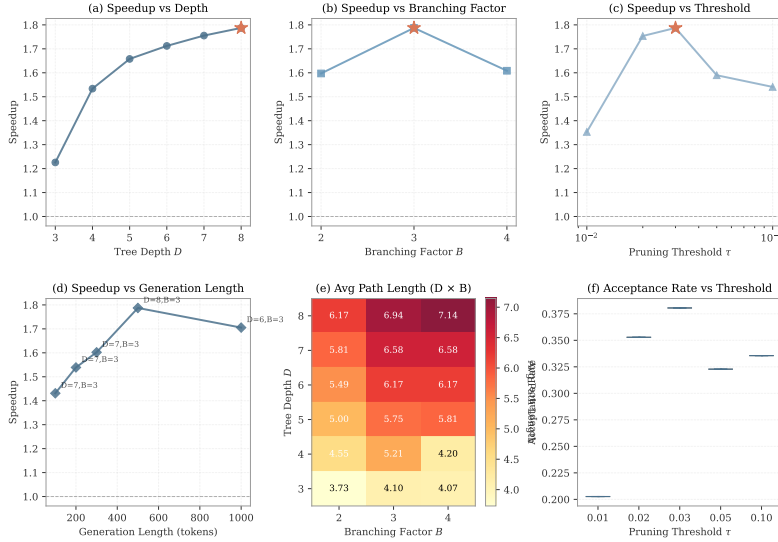 (a) Speedup vs Depth
1.8
1.7
1.6
1.5
1.4
1.3
1.2
1.1
1.0
Speedup
3 4 5 6 7 8
Tree Depth D
(b) Speedup vs Branching Factor
1.8
1.7
1.6
1.5
1.4
1.3
1.2
1.1
1.0
Speedup
2 3 4
Branching Factor B
(c) Speedup vs Threshold
1.8
1.7
1.6
1.5
1.4
1.3
1.2
1.1
1.0
Speedup
10⁻²
Pruning Threshold τ
(d) Speedup vs Generation Length
1.8
1.7
1.6
1.5
1.4
1.3
1.2
1.1
1.0
Speedup
D=7,B=3
D=7,B=3
D=7,B=3
D=8,B=3
D=6,B=3
200 400 600 800 1000
Generation Length (tokens)
(e) Avg Path Length (D × B)
8 6.17 6.94 7.14
7 5.81 6.58 6.58
6 5.49 6.17 6.17
5 5.00 5.75 5.81
4 4.55 5.21 4.20
3 3.73 4.10 4.07
Tree Depth D
2 3 4
Branching Factor B
7.0
6.5
6.0
5.5
5.0
4.5
4.0
(f) Acceptance Rate vs Threshold
0.375
0.350
0.325
0.300
0.275
0.250
0.225
0.200
Acceptance Rate
0.01 0.02 0.03 0.05 0.10
Pruning Threshold τ